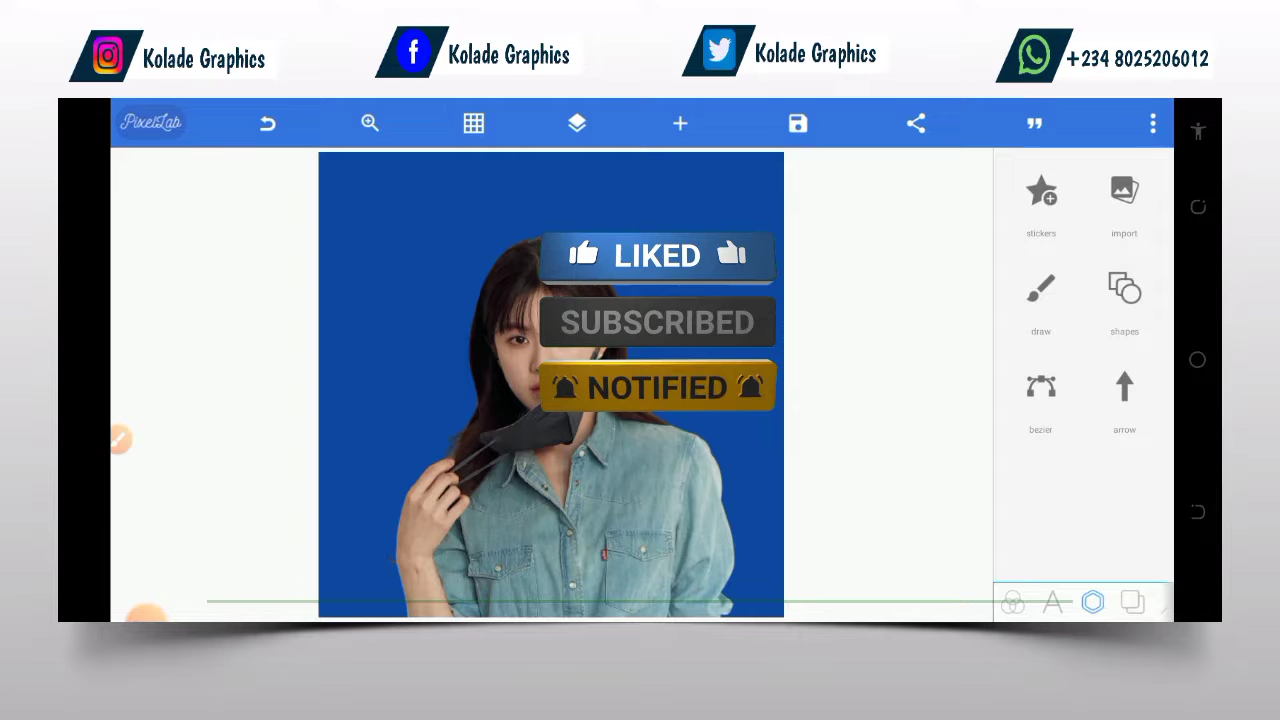 Kolade Graphics
Kolade Graphics
Kolade Graphics
+234 8025206012
PixelLab
LIKED
SUBSCRIBED
NOTIFIED
stickers
import
draw
shapes
bezier
arrow